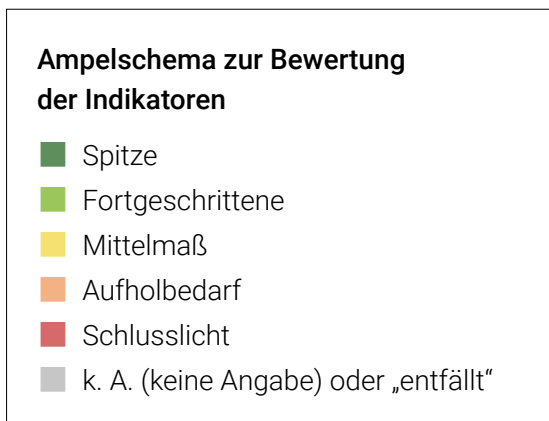 Ampelschema zur Bewertung
der Indikatoren
Spitze
Fortgeschrittene
Mittelmaß
Aufholbedarf
Schlusslicht
k. A. (keine Angabe) oder „entfällt“